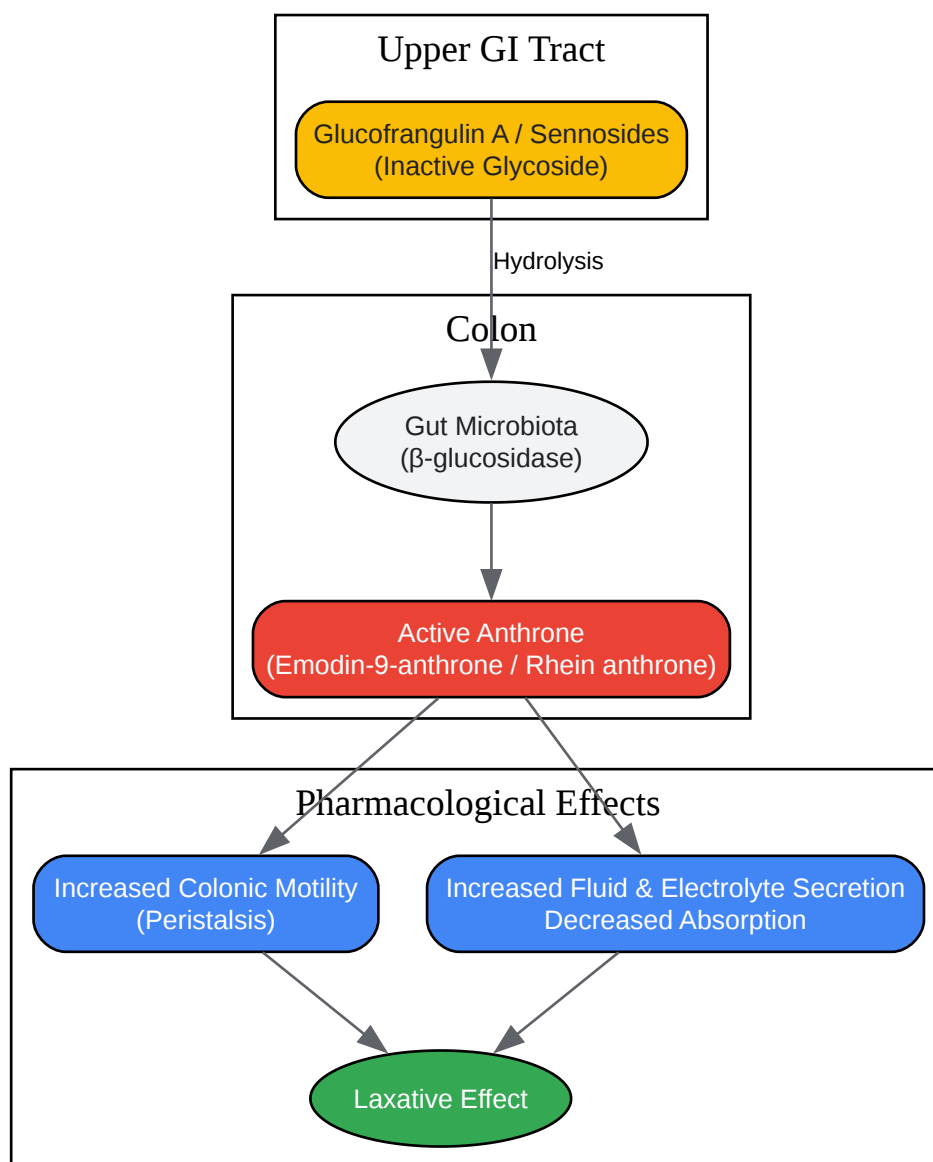 Upper GI Tract
Glucofrangulin A / Sennosides
(Inactive Glycoside)
Hydrolysis
Colon
Gut Microbiota
(β-glucosidase)
Active Anthrone
(Emodin-9-anthrone / Rhein anthrone)
Pharmacological Effects
Increased Colonic Motility
(Peristalsis)
Increased Fluid & Electrolyte Secretion
Decreased Absorption
Laxative Effect